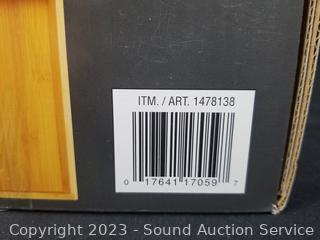 ITM. / ART. 1478138
0 17641 17059 7
Copyright 2023 - Sound Auction Service